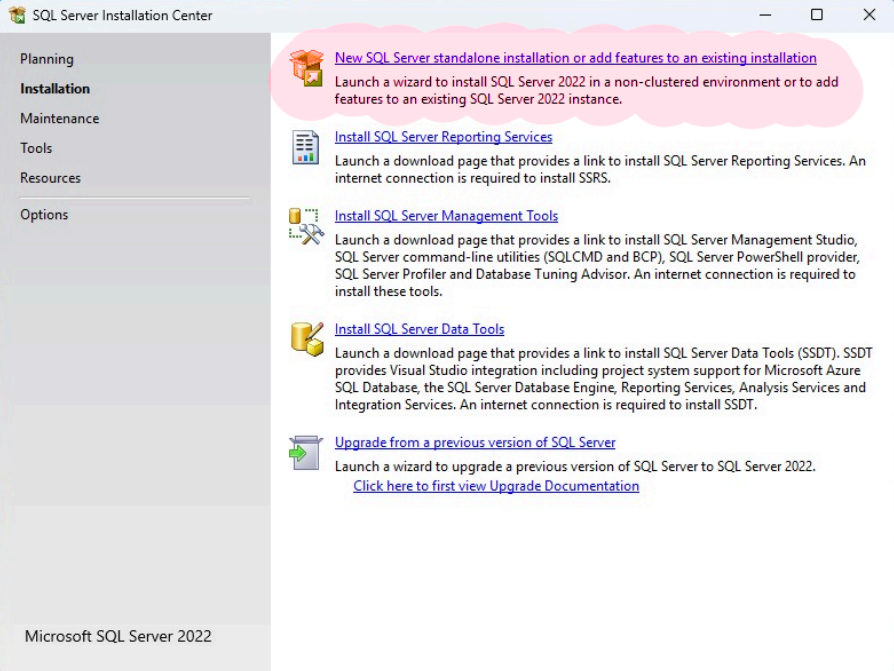 SQL Server Installation Center
Planning
Installation
Maintenance
Tools
Resources
Options
New SQL Server standalone installation or add features to an existing installation
Launch a wizard to install SQL Server 2022 in a non-clustered environment or to add
features to an existing SQL Server 2022 instance.
Install SQL Server Reporting Services
Launch a download page that provides a link to install SQL Server Reporting Services. An
internet connection is required to install SSRS.
Install SQL Server Management Tools
Launch a download page that provides a link to install SQL Server Management Studio,
SQL Server command-line utilities (SQLCMD and BCP), SQL Server PowerShell provider,
SQL Server Profiler and Database Tuning Advisor. An internet connection is required to
install these tools.
Install SQL Server Data Tools
Launch a download page that provides a link to install SQL Server Data Tools (SSDT). SSDT
provides Visual Studio integration including project system support for Microsoft Azure
SQL Database, the SQL Server Database Engine, Reporting Services, Analysis Services and
Integration Services. An internet connection is required to install SSDT.
Upgrade from a previous version of SQL Server
Launch a wizard to upgrade a previous version of SQL Server to SQL Server 2022.
Click here to first view Upgrade Documentation
Microsoft SQL Server 2022